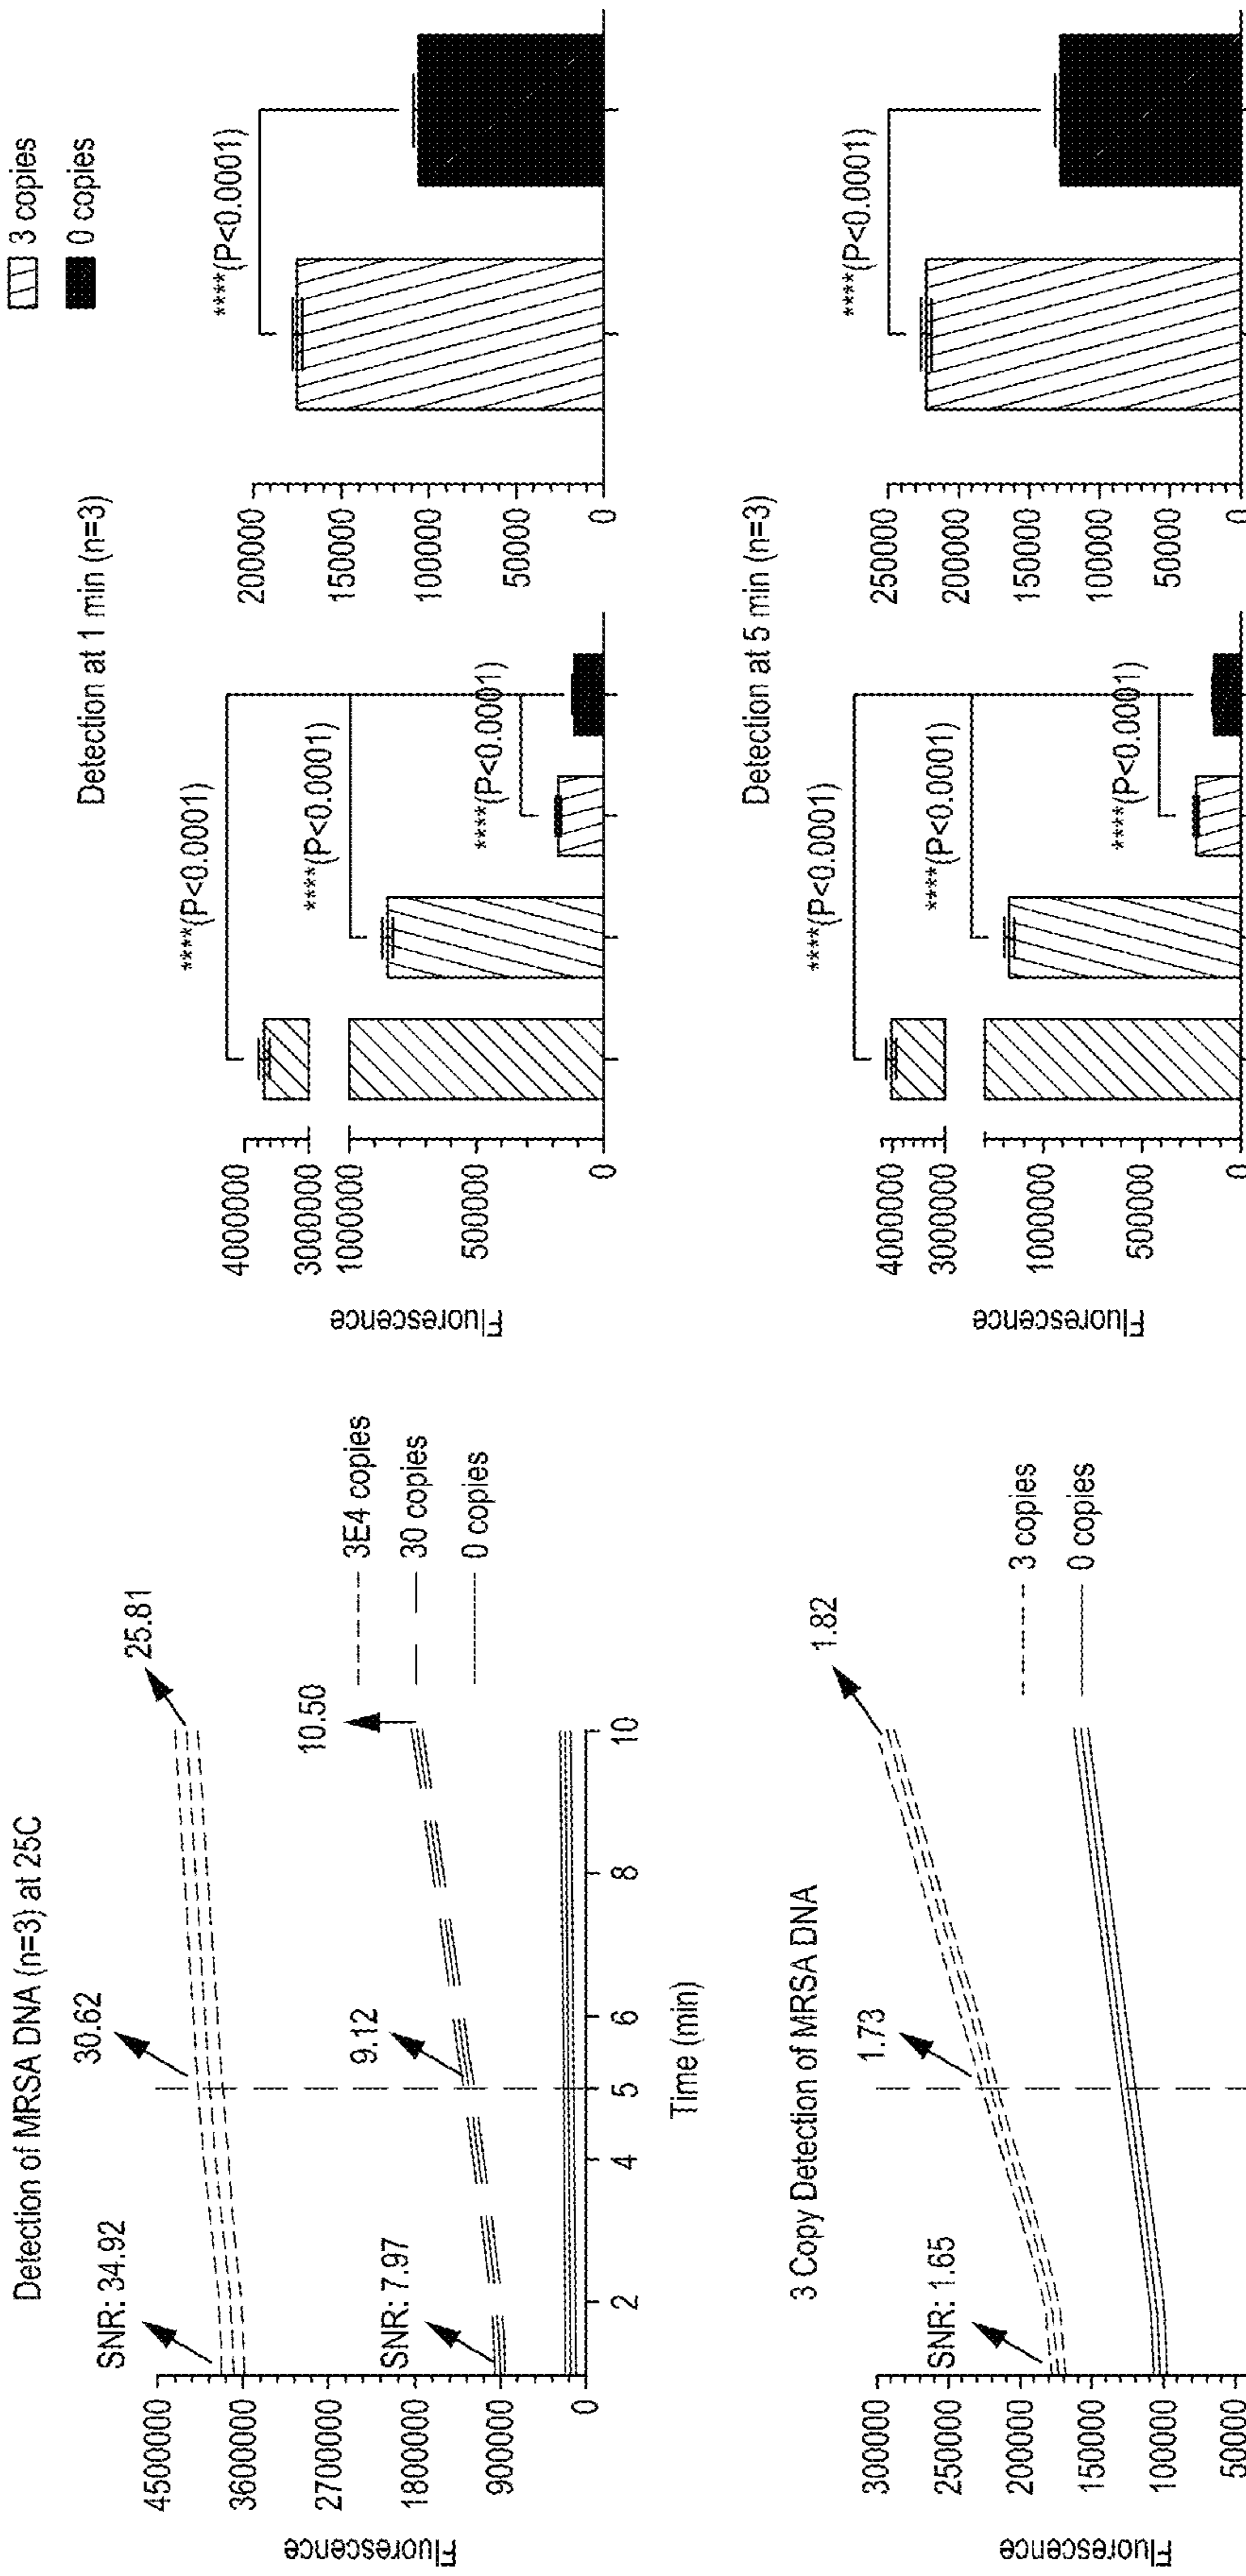 Detection of MRSA DNA (n=3) at 25C
SNR: 34.92
30.62
25.81
SNR: 7.97
9.12
10.50
Fluorescence
4500000
3600000
2700000
1800000
900000
0
2
4
5
6
8
10
Time (min)
3E4 copies
30 copies
0 copies
3 copies
0 copies
Detection at 1 min (n=3)
Fluorescence
4000000
3000000
1000000
500000
0
****(P<0.0001)
****(P<0.0001)
****(P<0.0001)
200000
150000
100000
50000
0
****(P<0.0001)
3 Copy Detection of MRSA DNA
SNR: 1.65
1.73
1.82
Fluorescence
300000
250000
200000
150000
100000
50000
3 copies
0 copies
Detection at 5 min (n=3)
Fluorescence
4000000
3000000
1000000
500000
0
****(P<0.0001)
****(P<0.0001)
****(P<0.0001)
250000
200000
150000
100000
50000
0
****(P<0.0001)